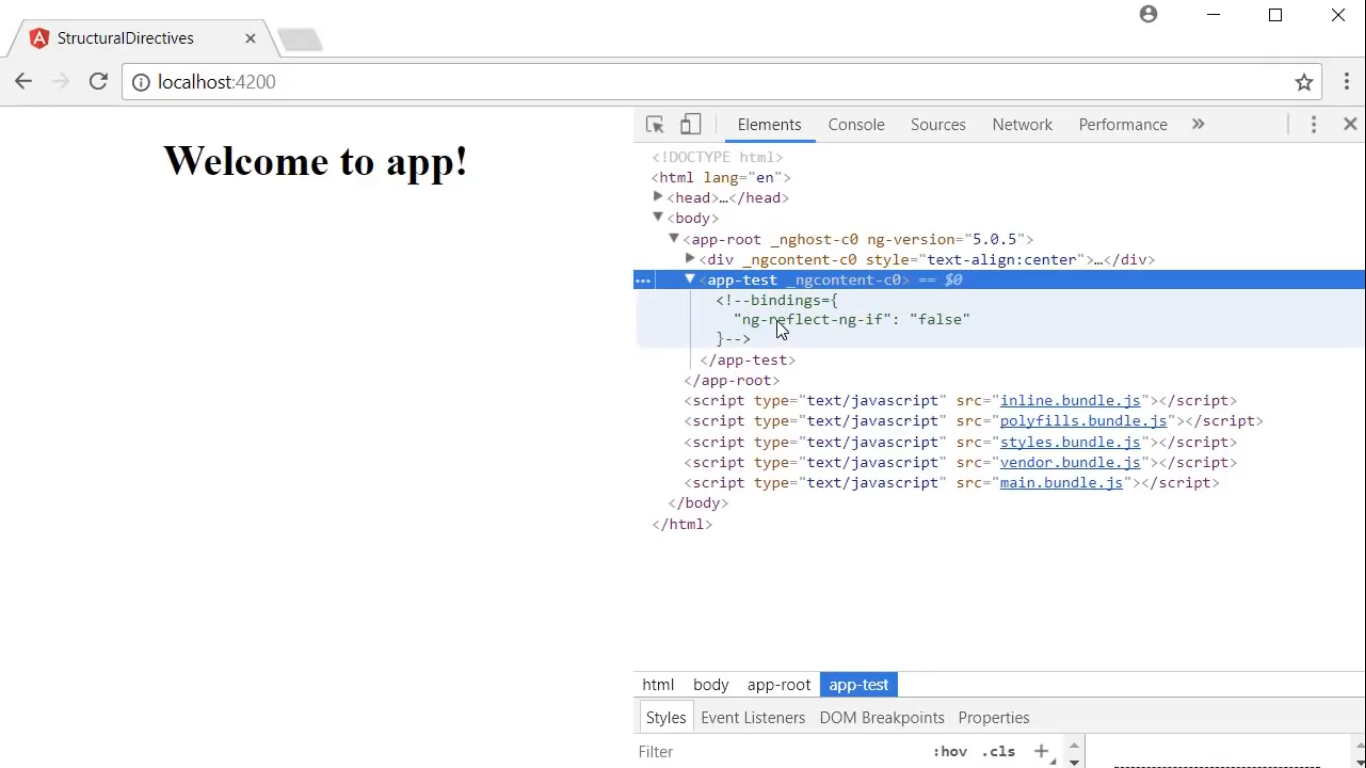 StructuralDirectives
localhost:4200
Welcome to app!
Elements Console Sources Network Performance »
<!DOCTYPE html>
<html lang="en">
<head>…</head>
<body>
<app-root _nghost-c0 ng-version="5.0.5">
<div _ngcontent-c0 style="text-align:center">…</div>
<app-test _ngcontent-c0> == $0
<!--bindings={
"ng-reflect-ng-if": "false"
}-->
</app-test>
</app-root>
<script type="text/javascript" src="inline.bundle.js"></script>
<script type="text/javascript" src="polyfills.bundle.js"></script>
<script type="text/javascript" src="styles.bundle.js"></script>
<script type="text/javascript" src="vendor.bundle.js"></script>
<script type="text/javascript" src="main.bundle.js"></script>
</body>
</html>
html body app-root app-test
Styles Event Listeners DOM Breakpoints Properties
Filter :hov .cls +